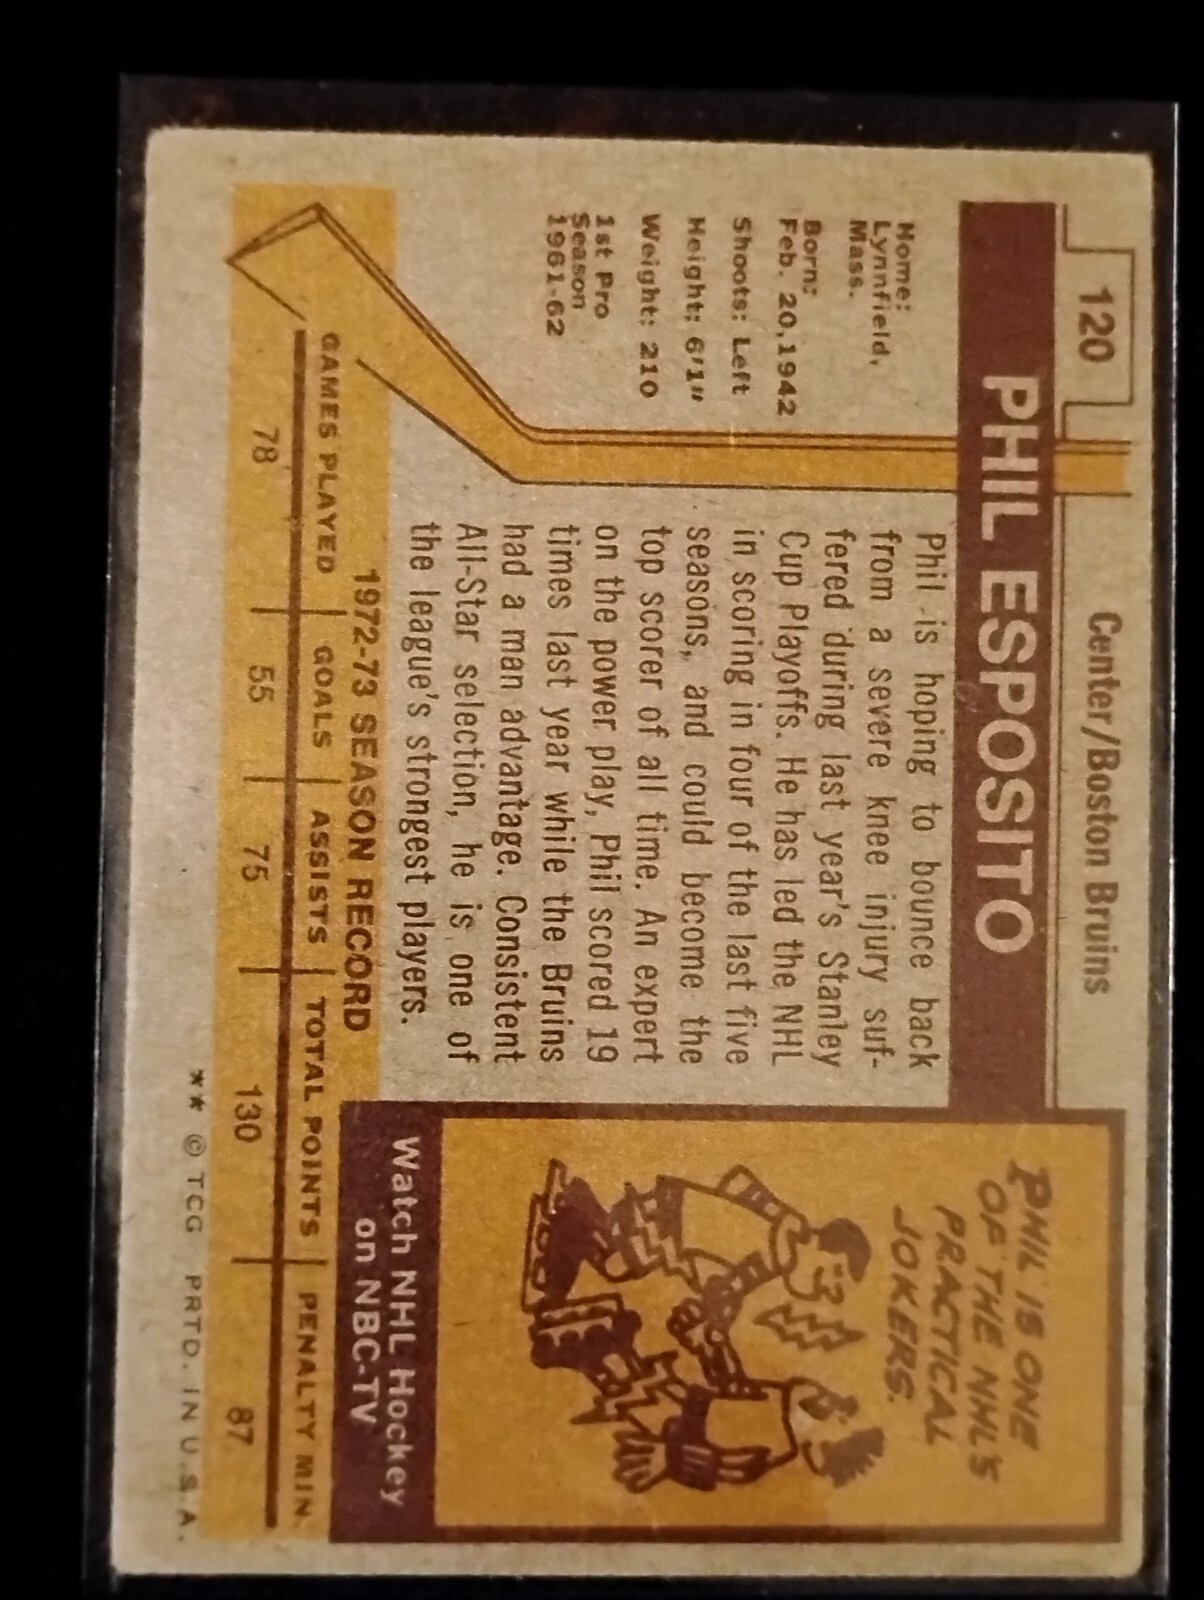 120
Center/Boston Bruins
PHIL ESPOSITO
Home:
Lynnfield,
Mass.
Born:
Feb. 20,1942
Shoots: Left
Height: 6'1"
Weight: 210
1st Pro
Season
1961-62
Phil is hoping to bounce back
from a severe knee injury suf-
fered during last year's Stanley
Cup Playoffs. He has led the NHL
in scoring in four of the last five
seasons, and could become the
top scorer of all time. An expert
on the power play, Phil scored 19
times last year while the Bruins
had a man advantage. Consistent
All-Star selection, he is one of
the league's strongest players.
PHIL IS ONE
OF THE NHL'S
PRACTICAL
JOKERS.
Watch NHL Hockey
on NBC-TV
1972-73 SEASON RECORD
GAMES PLAYED | GOALS | ASSISTS | TOTAL POINTS | PENALTY MIN.
78 55 75 130 87
** © TCG PRTD. IN U.S.A.